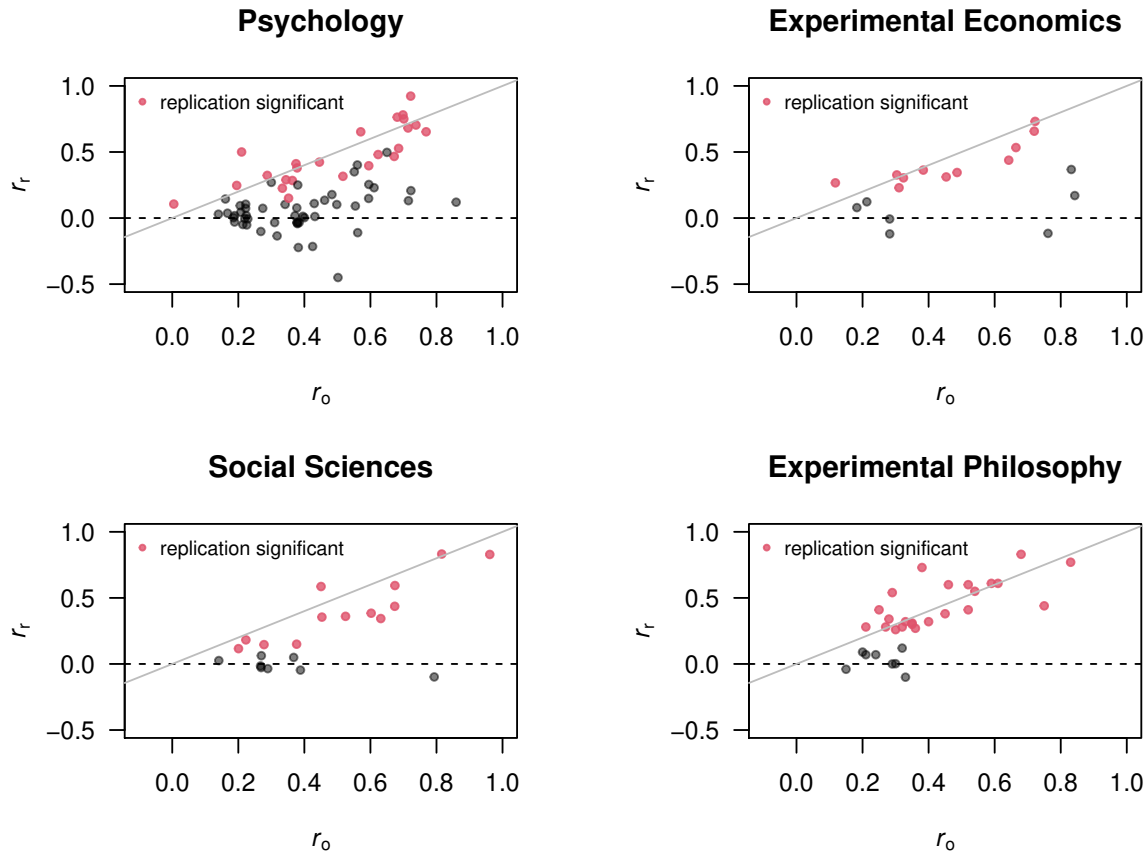 Psychology
1.0
0.5
0.0
−0.5
r_r
replication significant
0.0 0.2 0.4 0.6 0.8 1.0
r_o
Experimental Economics
1.0
0.5
0.0
−0.5
r_r
replication significant
0.0 0.2 0.4 0.6 0.8 1.0
r_o
Social Sciences
1.0
0.5
0.0
−0.5
r_r
replication significant
0.0 0.2 0.4 0.6 0.8 1.0
r_o
Experimental Philosophy
1.0
0.5
0.0
−0.5
r_r
replication significant
0.0 0.2 0.4 0.6 0.8 1.0
r_o